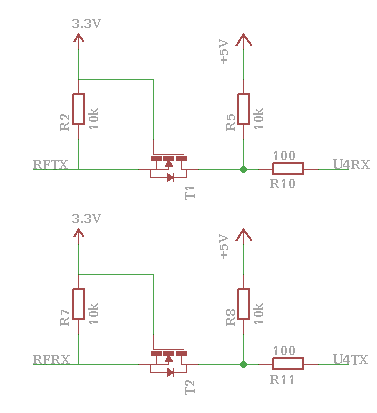 3.3V
+5V
R2
10k
R5
10k
RFTX
T1
100
R10
U4RX
3.3V
+5V
R7
10k
R8
10k
RFRX
T2
100
R11
U4TX